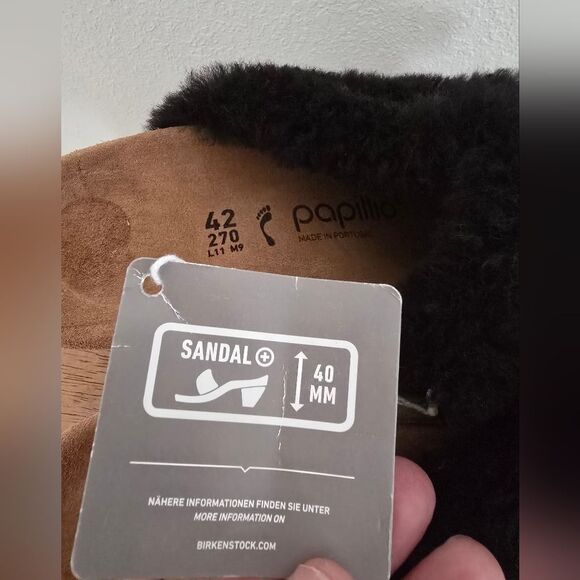 42
270
L11 M9
papillio
MADE IN PORTUGAL
SANDAL +
40
MM
NÄHERE INFORMATIONEN FINDEN SIE UNTER
MORE INFORMATION ON
BIRKENSTOCK.COM